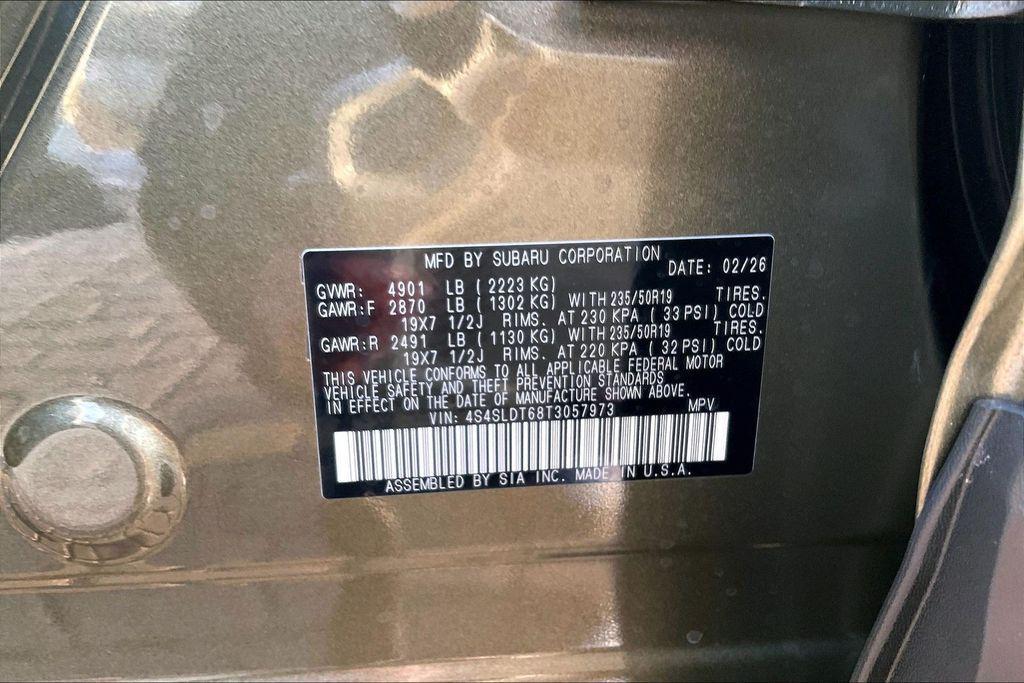 MFD BY SUBARU CORPORATION DATE: 02/26
GVWR: 4901 LB ( 2223 KG)
GAWR:F 2870 LB ( 1302 KG) WITH 235/50R19 TIRES.
19X7 1/2J RIMS. AT 230 KPA ( 33 PSI) COLD
GAWR:R 2491 LB ( 1130 KG) WITH 235/50R19 TIRES.
19X7 1/2J RIMS. AT 220 KPA ( 32 PSI) COLD
THIS VEHICLE CONFORMS TO ALL APPLICABLE FEDERAL MOTOR
VEHICLE SAFETY AND THEFT PREVENTION STANDARDS
IN EFFECT ON THE DATE OF MANUFACTURE SHOWN ABOVE.
VIN: 4S4SLDT68T3057973 MPV
ASSEMBLED BY SIA INC. MADE IN U.S.A.